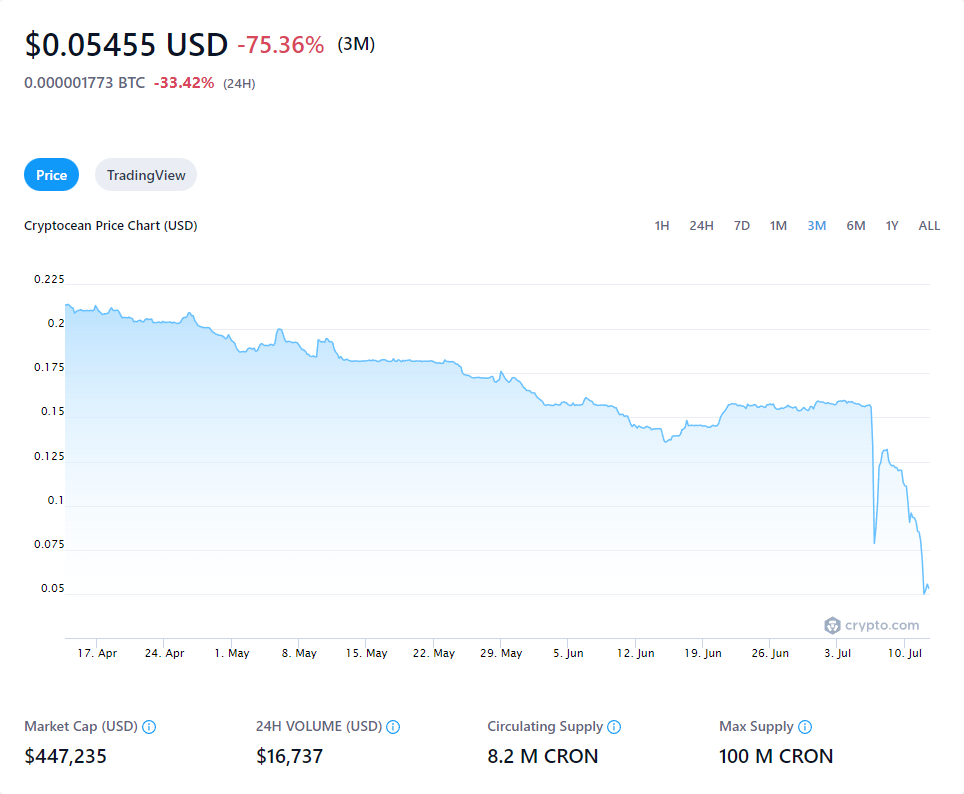 $0.05455 USD -75.36% (3M)
0.000001773 BTC -33.42% (24H)
Price TradingView
Cryptocean Price Chart (USD) 1H 24H 7D 1M 3M 6M 1Y ALL
0.225
0.2
0.175
0.15
0.125
0.1
0.075
0.05
crypto.com
17. Apr 24. Apr 1. May 8. May 15. May 22. May 29. May 5. Jun 12. Jun 19. Jun 26. Jun 3. Jul 10. Jul
Market Cap (USD) 24H VOLUME (USD) Circulating Supply Max Supply
$447,235 $16,737 8.2 M CRON 100 M CRON